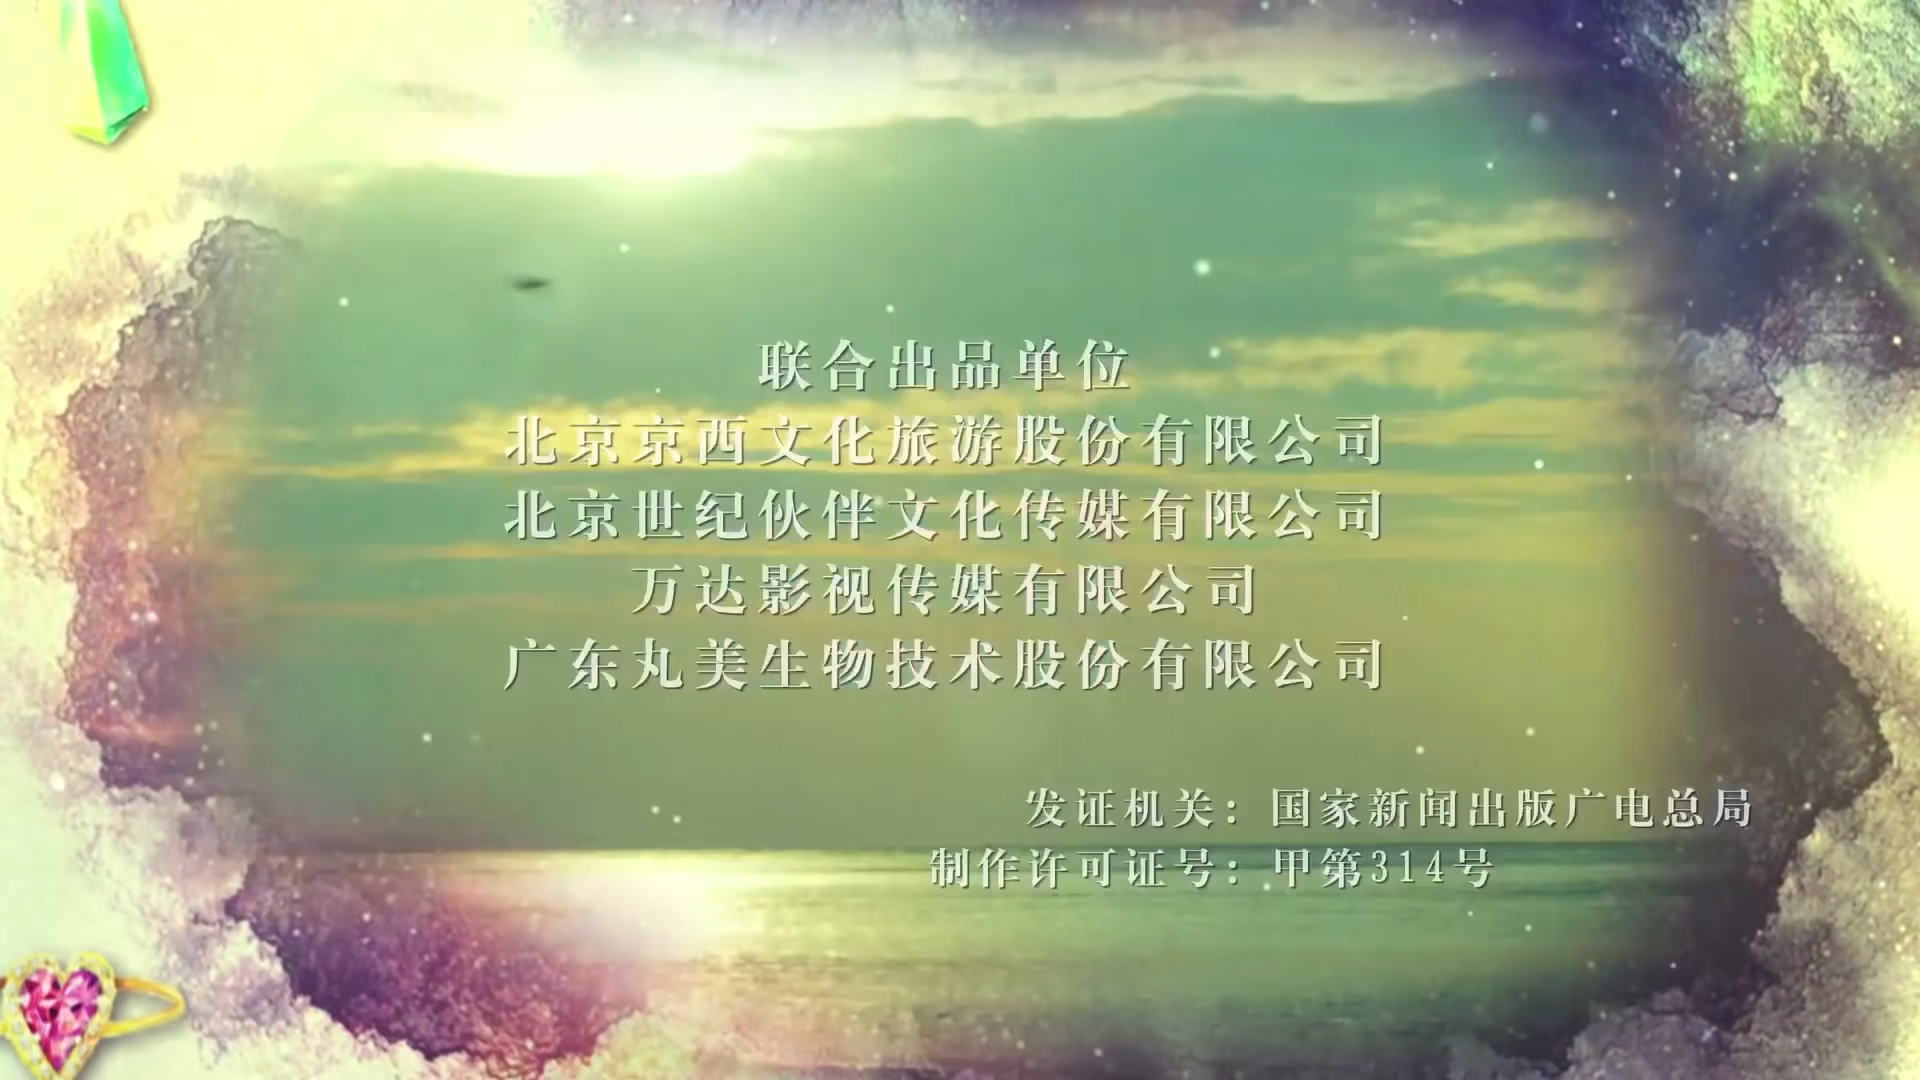 联合出品单位
北京京西文化旅游股份有限公司
北京世纪伙伴文化传媒有限公司
万达影视传媒有限公司
广东丸美生物技术股份有限公司
发证机关：国家新闻出版广电总局
制作许可证号：甲第314号